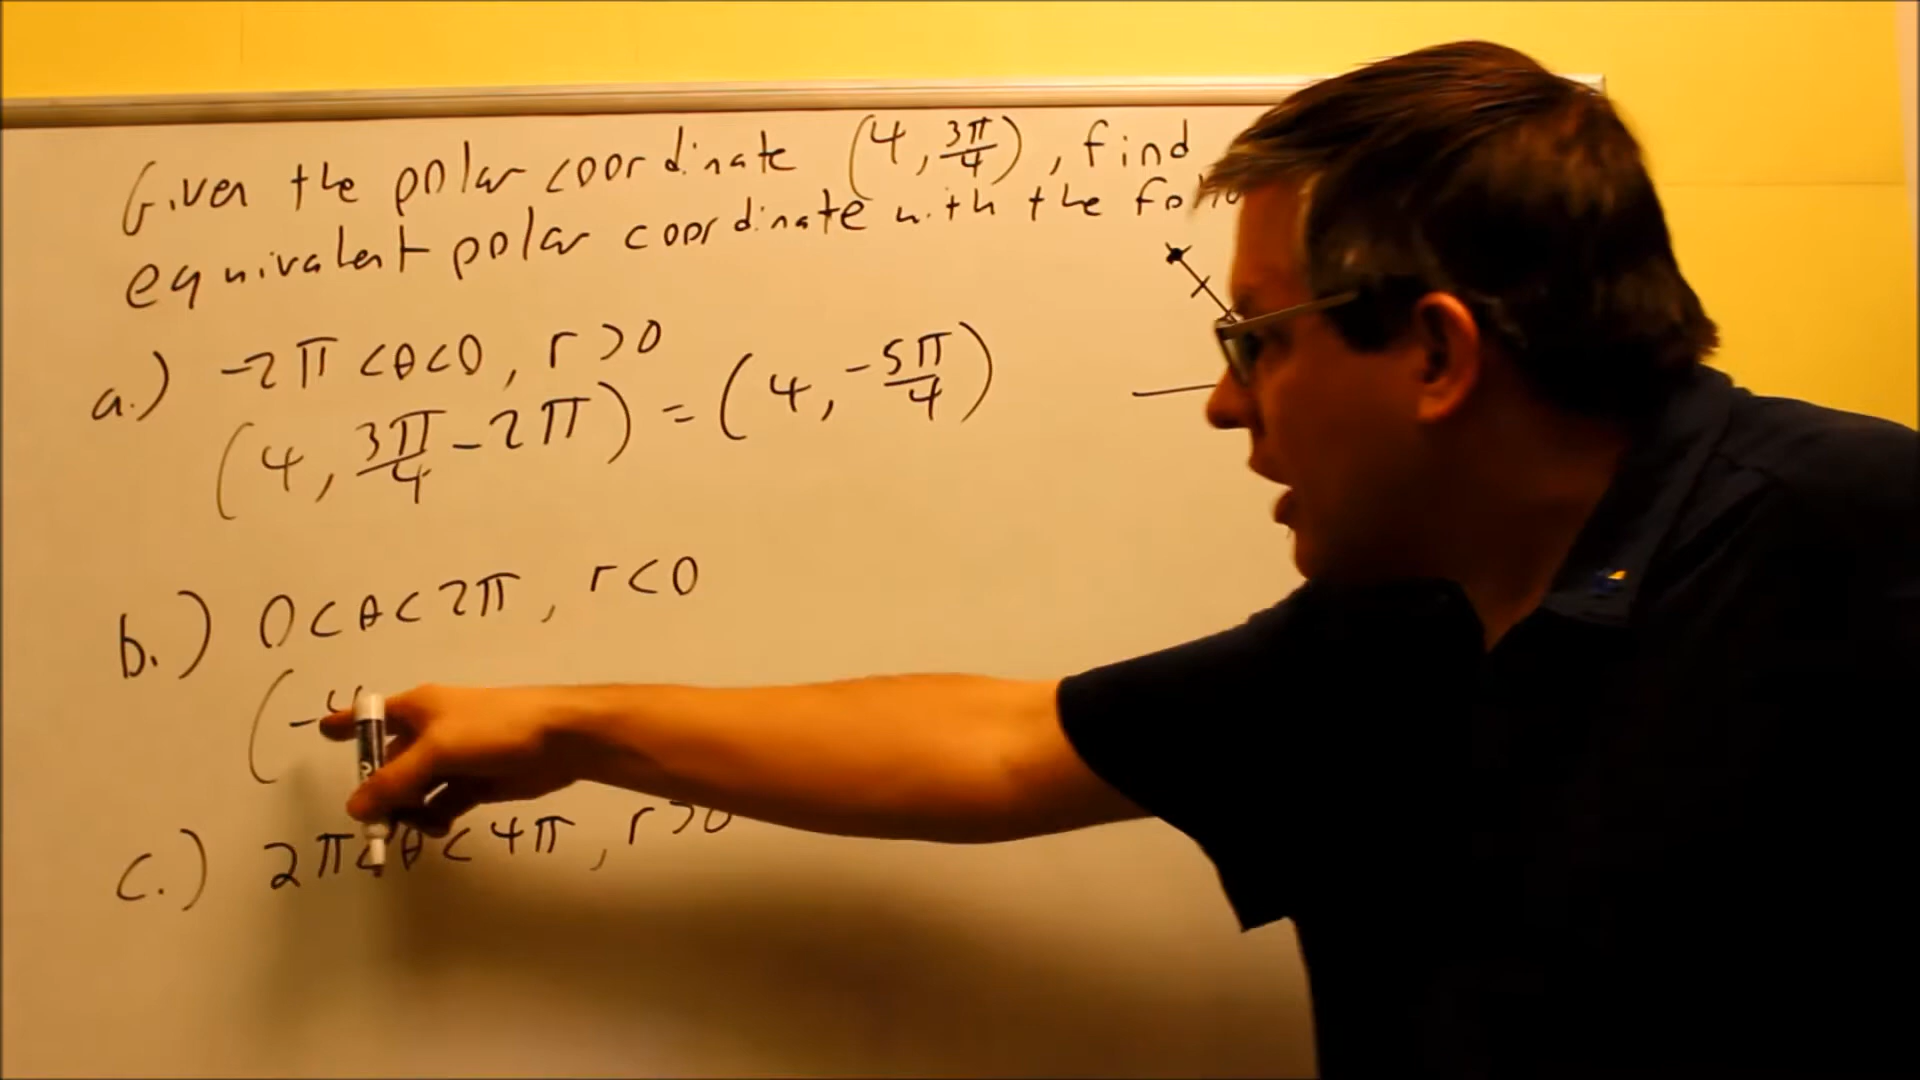 Given the polar coordinate (4, 3π/4), find
equivalent polar coordinate with the
a.) -2π<θ<0, r>0
(4, 3π/4 - 2π) = (4, -5π/4)
b.) 0<θ<2π, r<0
(-4
c.) 2π<θ<4π, r>0